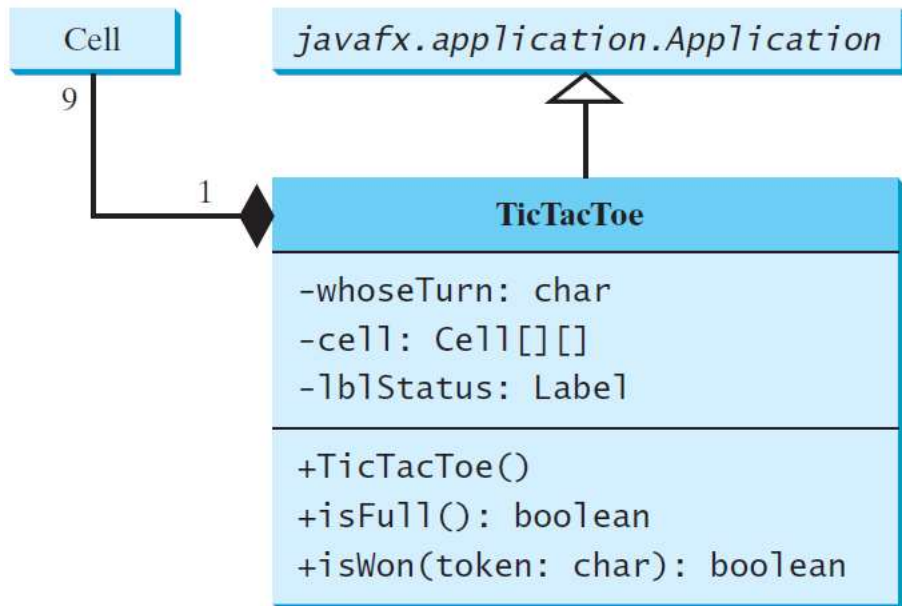 Cell
javafx.application.Application
9
1
TicTacToe
-whoseTurn: char
-cell: Cell[][]
-lblStatus: Label
+TicTacToe()
+isFull(): boolean
+isWon(token: char): boolean